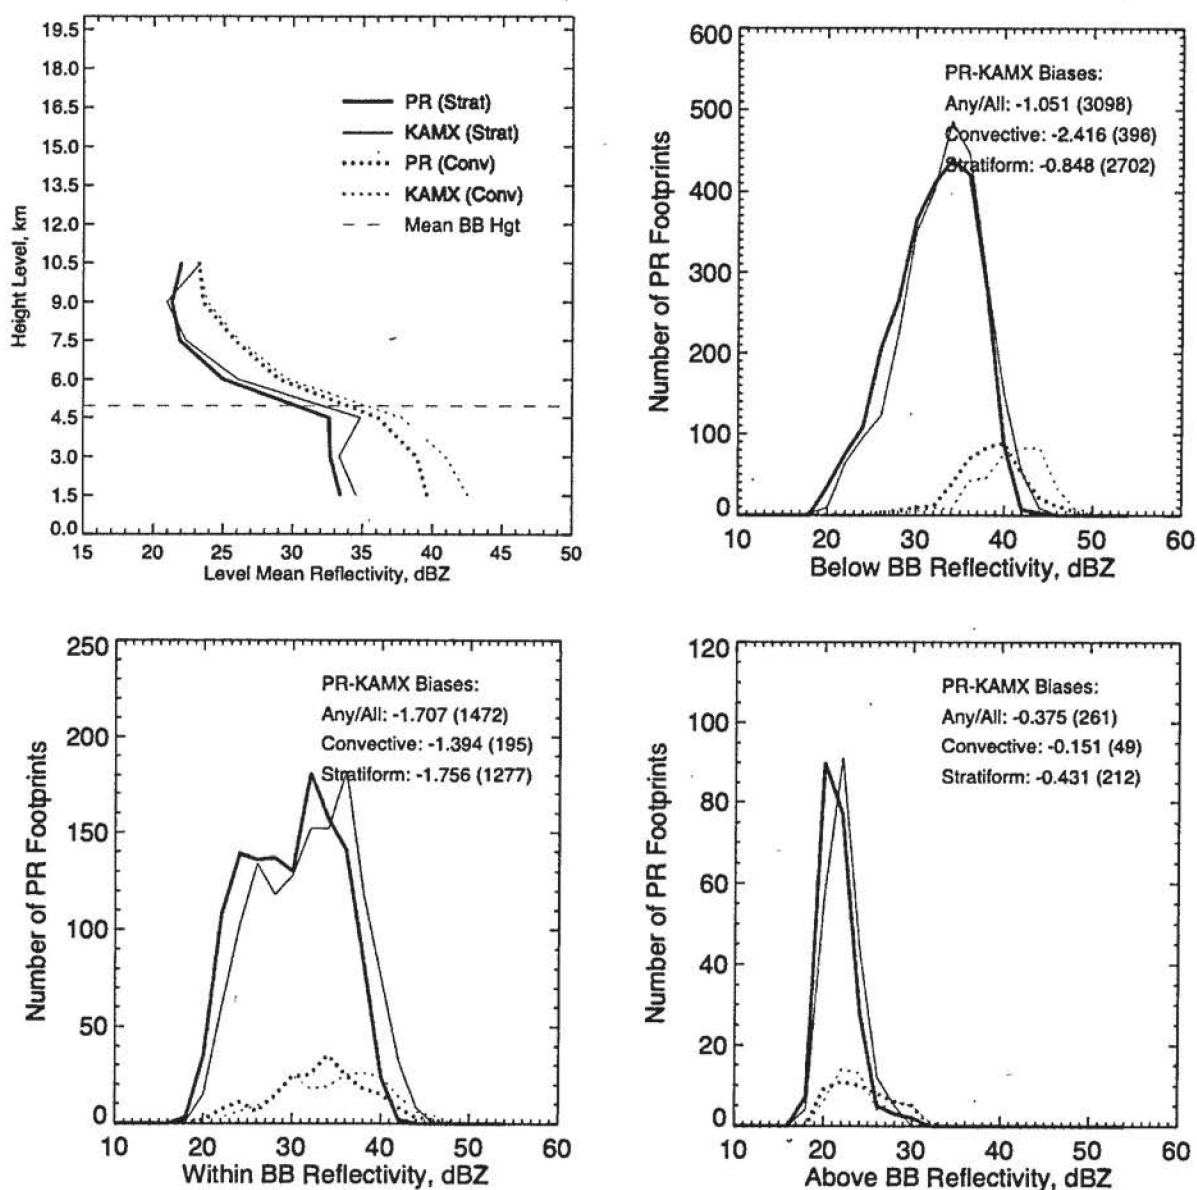 19.5
18.0
16.5
15.0
13.5
12.0
10.5
9.0
7.5
6.0
4.5
3.0
1.5
0.0
Height Level, km
PR (Strat)
KAMX (Strat)
PR (Conv)
KAMX (Conv)
Mean BB Hgt
15 20 25 30 35 40 45 50
Level Mean Reflectivity, dBZ
600
500
400
300
200
100
0
Number of PR Footprints
PR-KAMX Biases:
Any/All: -1.051 (3098)
Convective: -2.416 (396)
Stratiform: -0.848 (2702)
10 20 30 40 50 60
Below BB Reflectivity, dBZ
250
200
150
100
50
0
Number of PR Footprints
PR-KAMX Biases:
Any/All: -1.707 (1472)
Convective: -1.394 (195)
Stratiform: -1.756 (1277)
10 20 30 40 50 60
Within BB Reflectivity, dBZ
120
100
80
60
40
20
0
Number of PR Footprints
PR-KAMX Biases:
Any/All: -0.375 (261)
Convective: -0.151 (49)
Stratiform: -0.431 (212)
10 20 30 40 50 60
Above BB Reflectivity, dBZ